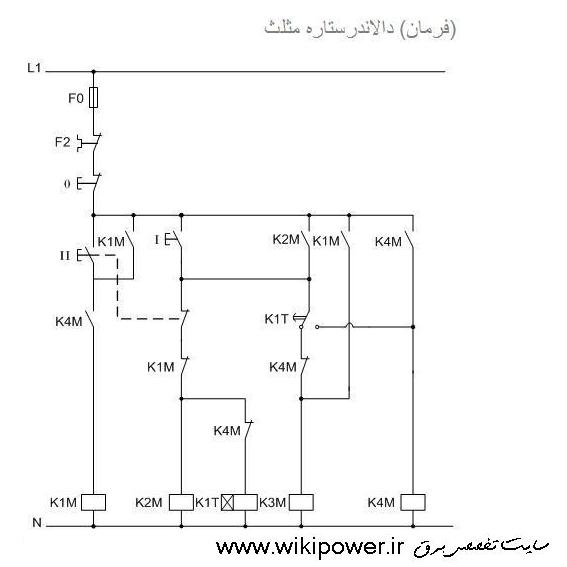 (فرمان) دالاندرستاره مثلث
L1
F0
F2
0
K1M I K2M K1M K4M
II
K4M K1T
K1M K4M
K4M
K1M K2M K1T K3M K4M
N
سایت تخصصی برق www.wikipower.ir